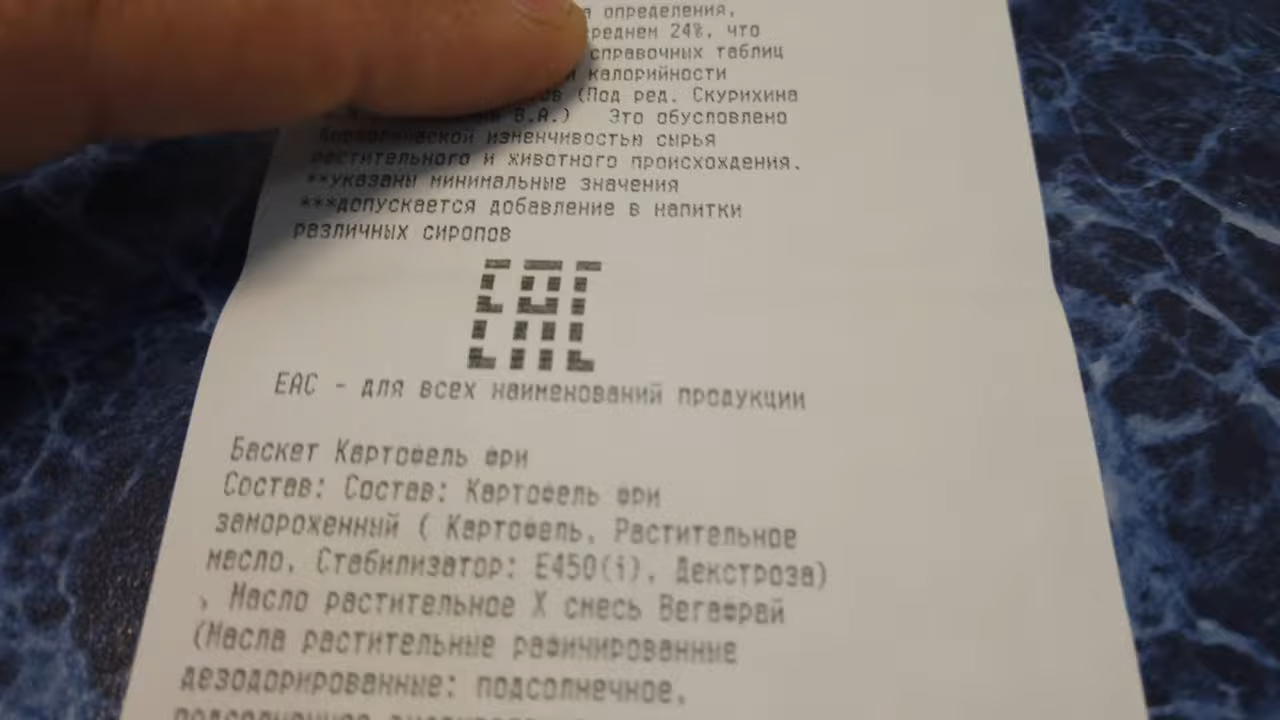 определения,
24%, что
справочных таблиц
и калорийности
(Под ред. Скурихина
В.А.) Это обусловлено
изменчивостью сырья
растительного и животного происхождения.
**указаны минимальные значения
***допускается добавление в напитки
различных сиропов
EAC
EAC - для всех наименований продукции
Баскет Картофель фри
Состав: Состав: Картофель фри
замороженный ( Картофель, Растительное
масло, Стабилизатор: Е450(i), Декстроза)
, Масло растительное Х смесь Вегафрай
(Масла растительные рафинированные
дезодорированные: подсолнечное,